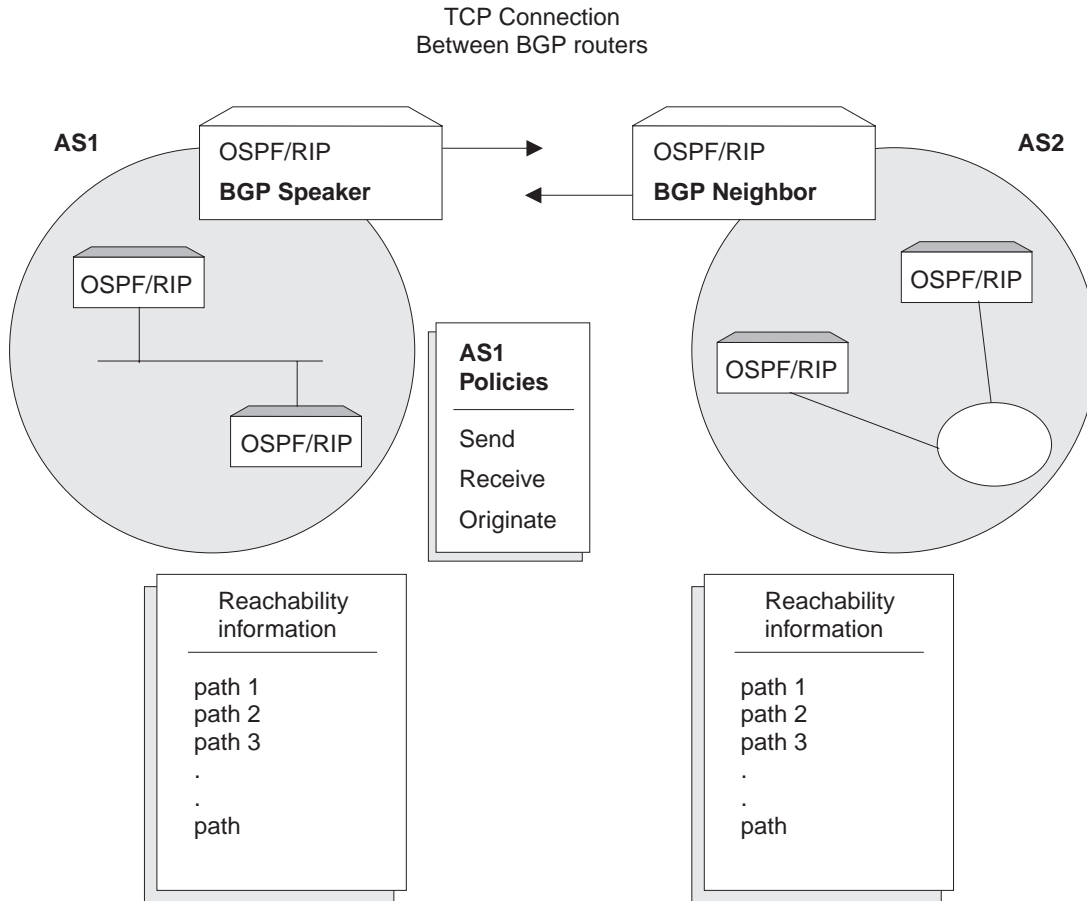 TCP Connection
Between BGP routers
AS1
OSPF/RIP
BGP Speaker
OSPF/RIP
BGP Neighbor
AS2
OSPF/RIP
OSPF/RIP
OSPF/RIP
OSPF/RIP
AS1
Policies
Send
Receive
Originate
Reachability
information
path 1
path 2
path 3
.
.
path
Reachability
information
path 1
path 2
path 3
.
.
path